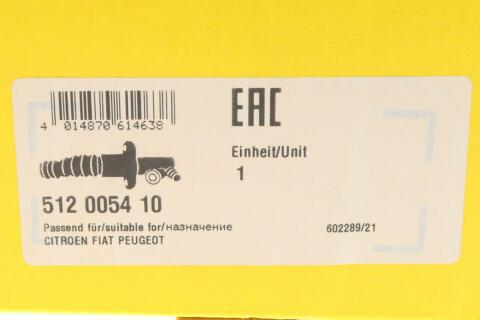 4 014870 614638
EAC
Einheit/Unit
1
512 0054 10
Passend für/suitable for/назначение
CITROEN FIAT PEUGEOT
602289/21